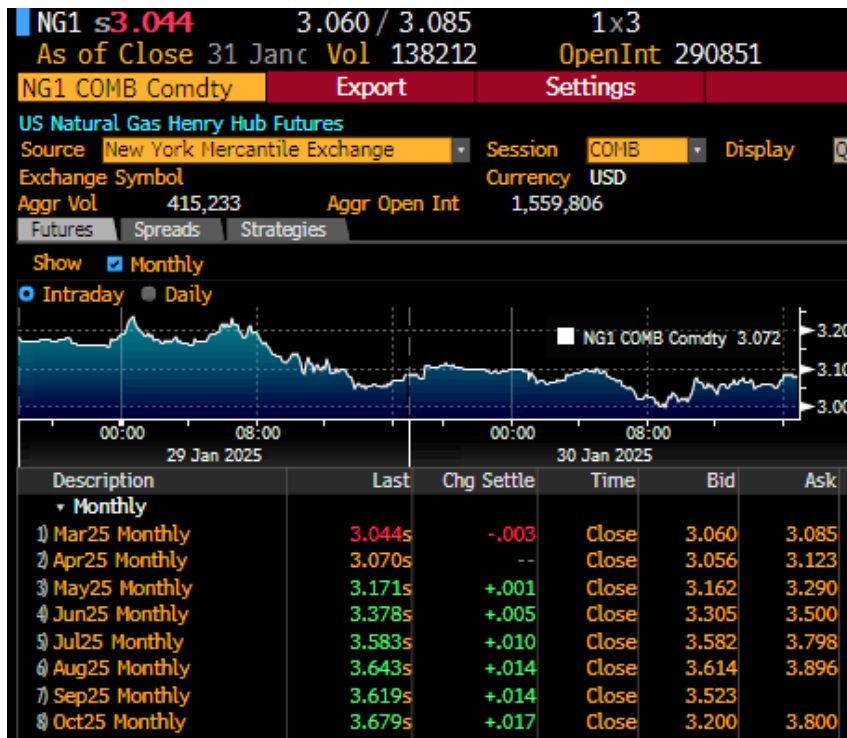 NG1 s3.044 3.060 / 3.085 1x3
As of Close 31 Jan Vol 138212 OpenInt 290851
NG1 COMB Comdty Export Settings
US Natural Gas Henry Hub Futures
Source New York Mercantile Exchange Session COMB Display
Exchange Symbol Currency USD
Aggr Vol 415,233 Aggr Open Int 1,559,806
Futures Spreads Strategies
Show Monthly
Intraday Daily
3.20
NG1 COMB Comdty 3.072
3.10
3.00
00:00 08:00 00:00 08:00
29 Jan 2025 30 Jan 2025
Description Last Chg Settle Time Bid Ask
Monthly
1) Mar25 Monthly 3.044s -.003 Close 3.060 3.085
2) Apr25 Monthly 3.070s -- Close 3.056 3.123
3) May25 Monthly 3.171s +.001 Close 3.162 3.290
4) Jun25 Monthly 3.378s +.005 Close 3.305 3.500
5) Jul25 Monthly 3.583s +.010 Close 3.582 3.798
6) Aug25 Monthly 3.643s +.014 Close 3.614 3.896
7) Sep25 Monthly 3.619s +.014 Close 3.523
8) Oct25 Monthly 3.679s +.017 Close 3.200 3.800